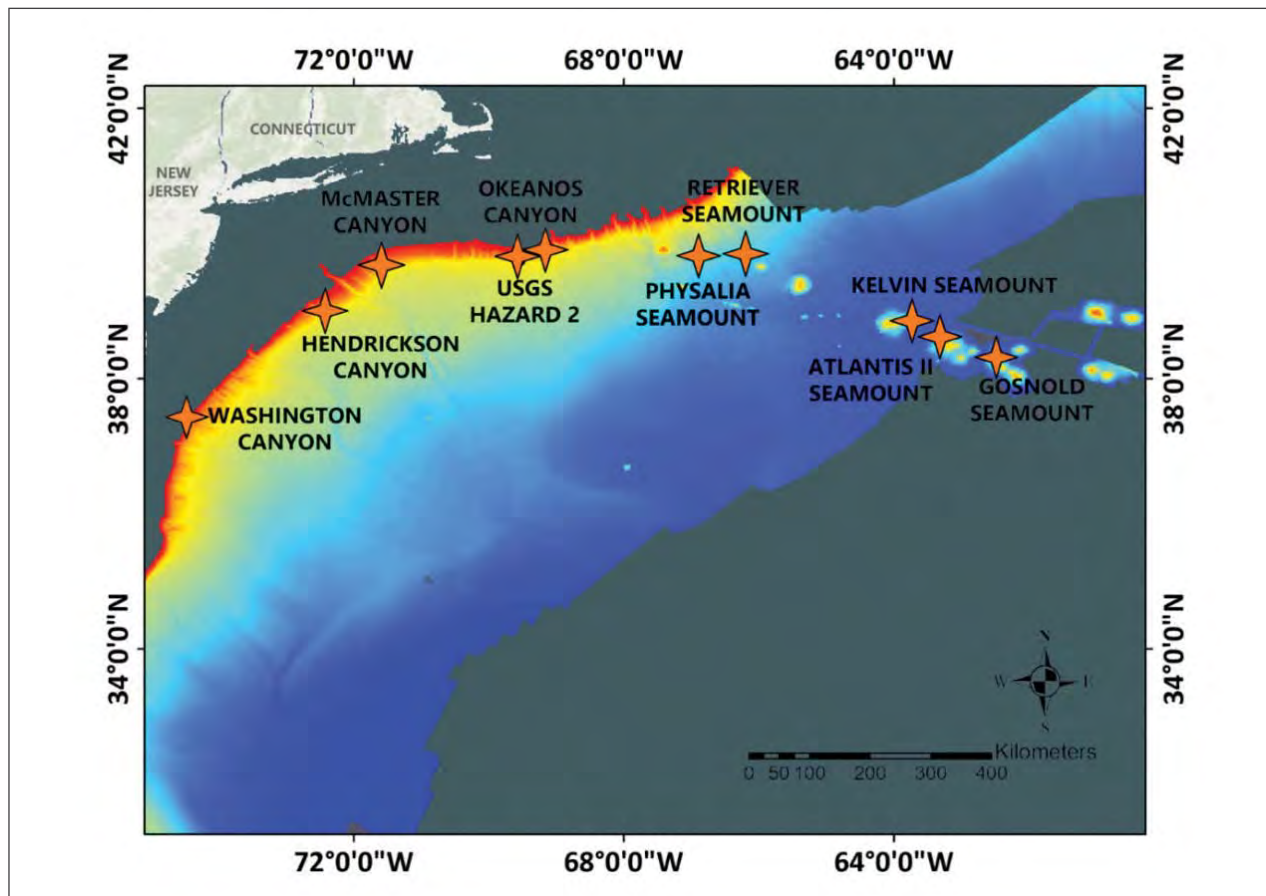 72°0'0"W
68°0'0"W
64°0'0"W
42°0'0"N
42°0'0"N
CONNECTICUT
NEW
JERSEY
McMASTER
CANYON
OKEANOS
CANYON
RETRIEVER
SEAMOUNT
USGS
HAZARD 2
PHYSALIA
SEAMOUNT
KELVIN SEAMOUNT
HENDRICKSON
CANYON
ATLANTIS II
SEAMOUNT
GOSNOLD
SEAMOUNT
38°0'0"N
38°0'0"N
WASHINGTON
CANYON
34°0'0"N
34°0'0"N
N
W
E
S
Kilometers
0 50 100 200 300 400
72°0'0"W
68°0'0"W
64°0'0"W